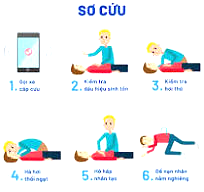 SƠ CỨU
1. Gọi xe
cấp cứu
2. Kiểm tra
dấu hiệu sinh tồn
3. Kiểm tra
hơi thở
4. Hà hơi
thổi ngạt
5. Hô hấp
nhân tạo
6. Để nạn nhân
nằm nghiêng